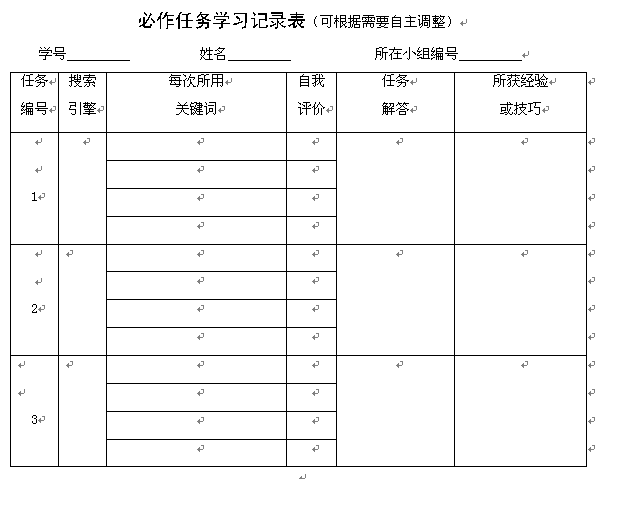 必作任务学习记录表（可根据需要自主调整）
学号________ 姓名________ 所在小组编号________
任务 搜索 每次所用 自我 任务 所获经验
编号 引擎 关键词 评价 解答 或技巧
1
2
3